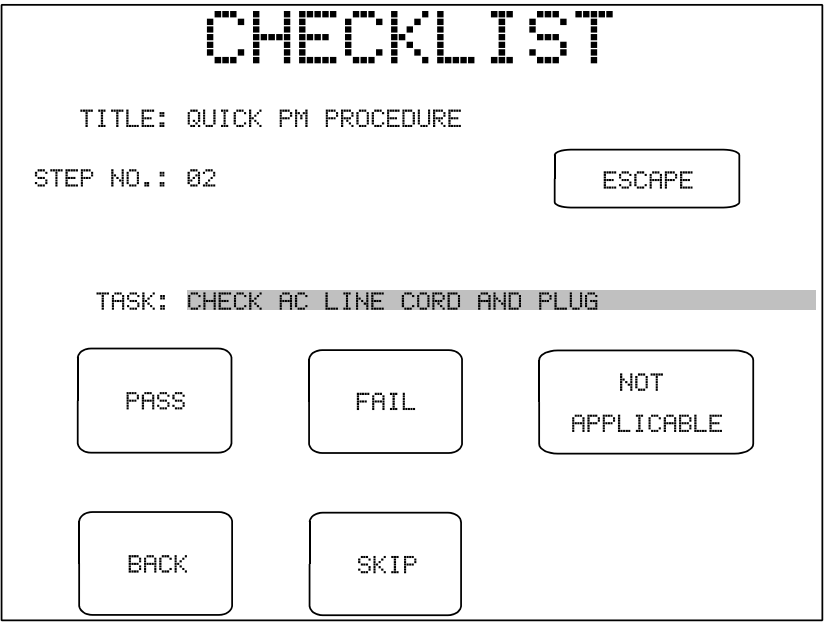 CHECKLIST
TITLE: QUICK PM PROCEDURE
STEP NO.: 02
ESCAPE
TASK: CHECK AC LINE CORD AND PLUG
PASS
FAIL
NOT
APPLICABLE
BACK
SKIP